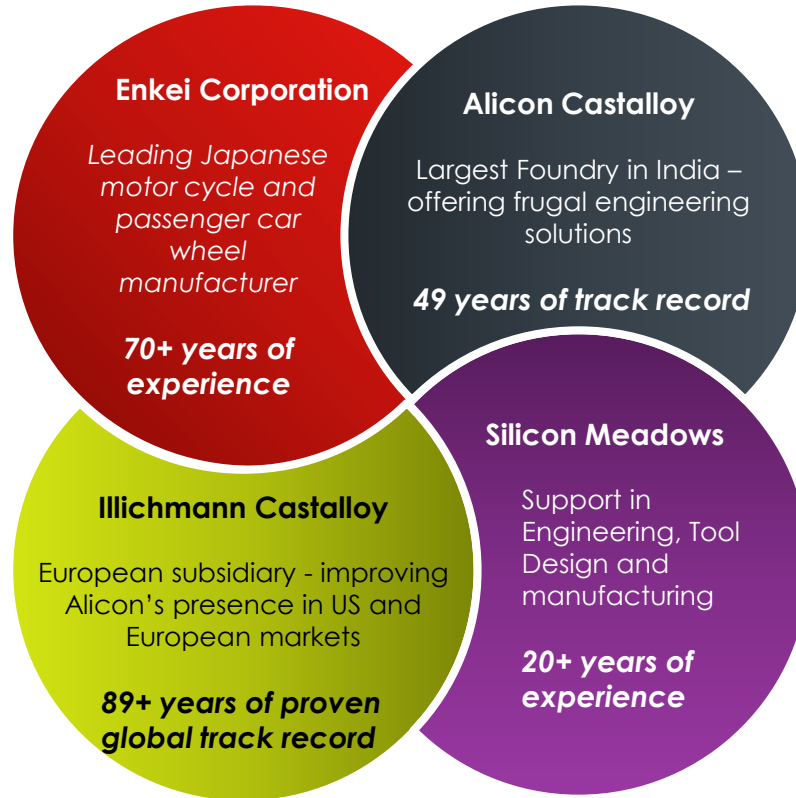 Enkei Corporation
Leading Japanese
motor cycle and
passenger car
wheel
manufacturer
70+ years of
experience
Alicon Castalloy
Largest Foundry in India –
offering frugal engineering
solutions
49 years of track record
Illichmann Castalloy
European subsidiary - improving
Alicon’s presence in US and
European markets
89+ years of proven
global track record
Silicon Meadows
Support in
Engineering, Tool
Design and
manufacturing
20+ years of
experience